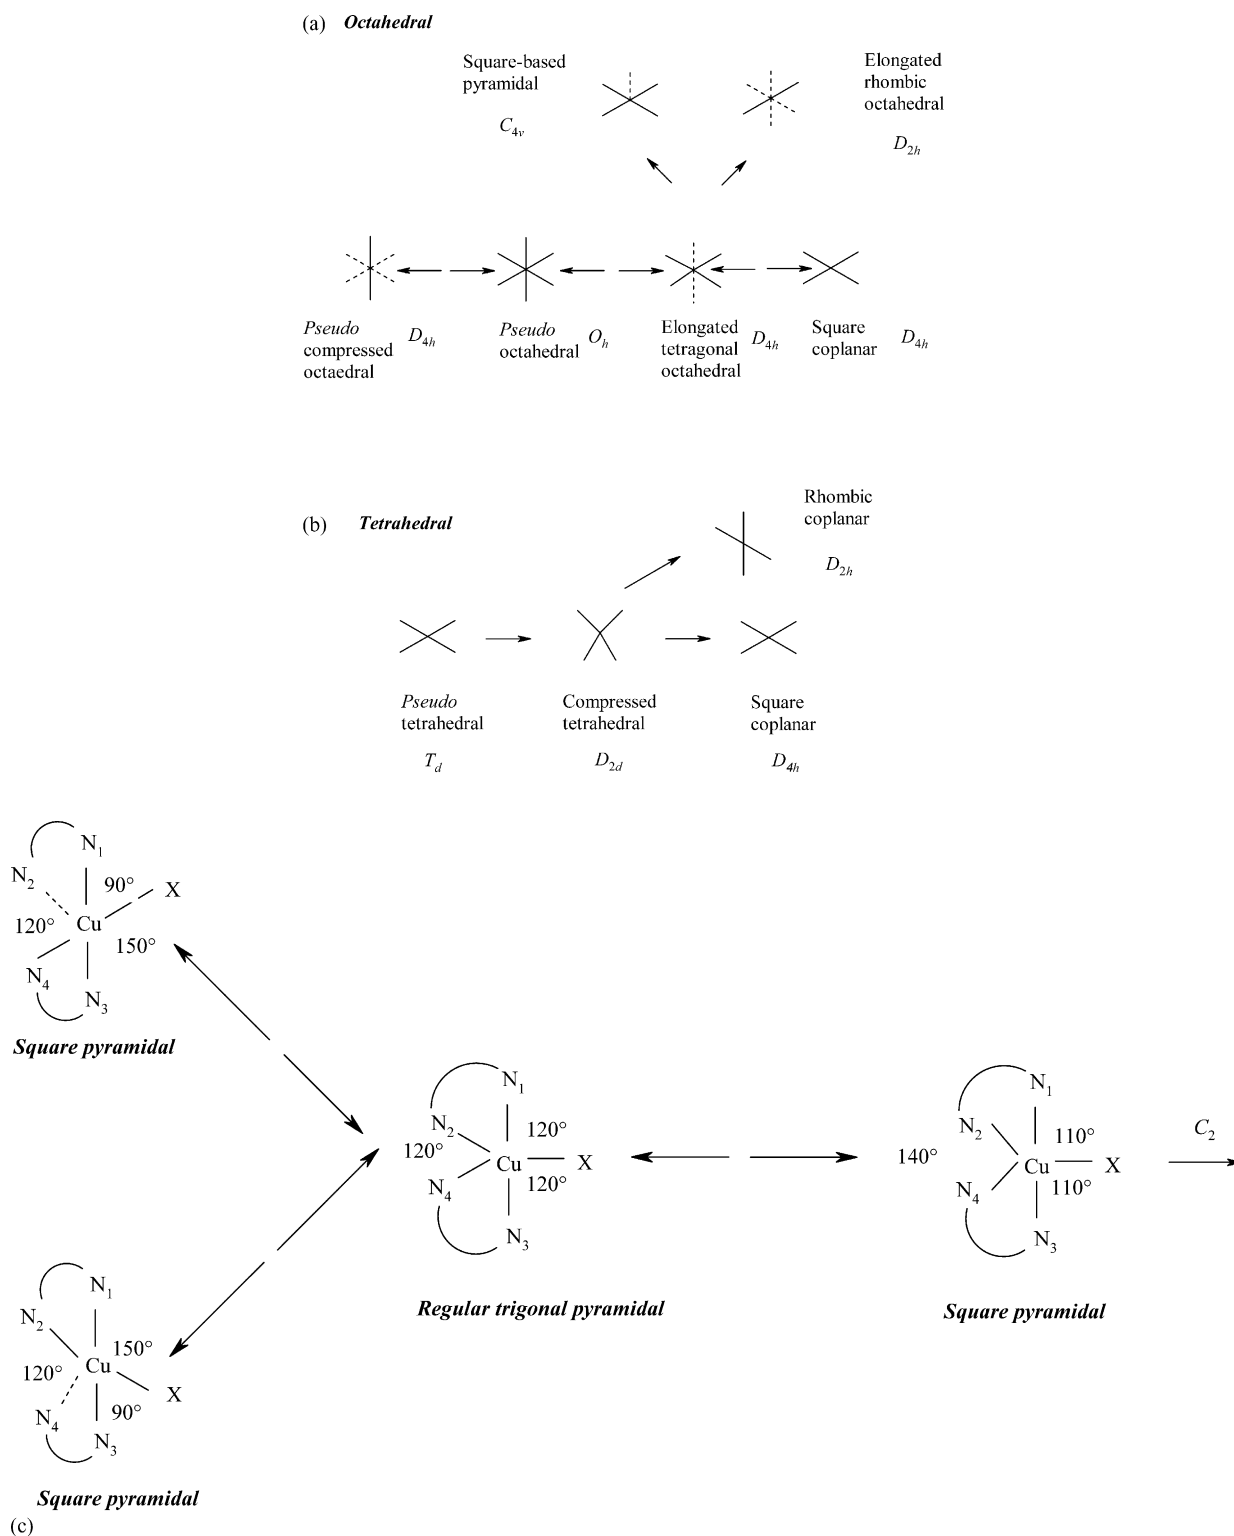 (a) Octahedral
Square-based
pyramidal
C4v
Elongated
rhombic
octahedral
D2h
Pseudo
compressed
octaedral
D4h
Pseudo
octahedral
Oh
Elongated
tetragonal
octahedral
D4h
Square
coplanar
D4h
(b) Tetrahedral
Rhombic
coplanar
D2h
Pseudo
tetrahedral
Td
Compressed
tetrahedral
D2d
Square
coplanar
D4h
N1
N2
90°
X
120°
Cu
150°
N4
N3
Square pyramidal
N1
N2
120°
120°
Cu
X
120°
N4
N3
Regular trigonal pyramidal
N1
N2
110°
140°
Cu
X
110°
N4
N3
C2
Square pyramidal
N1
N2
150°
120°
Cu
X
90°
N4
N3
Square pyramidal
(c)